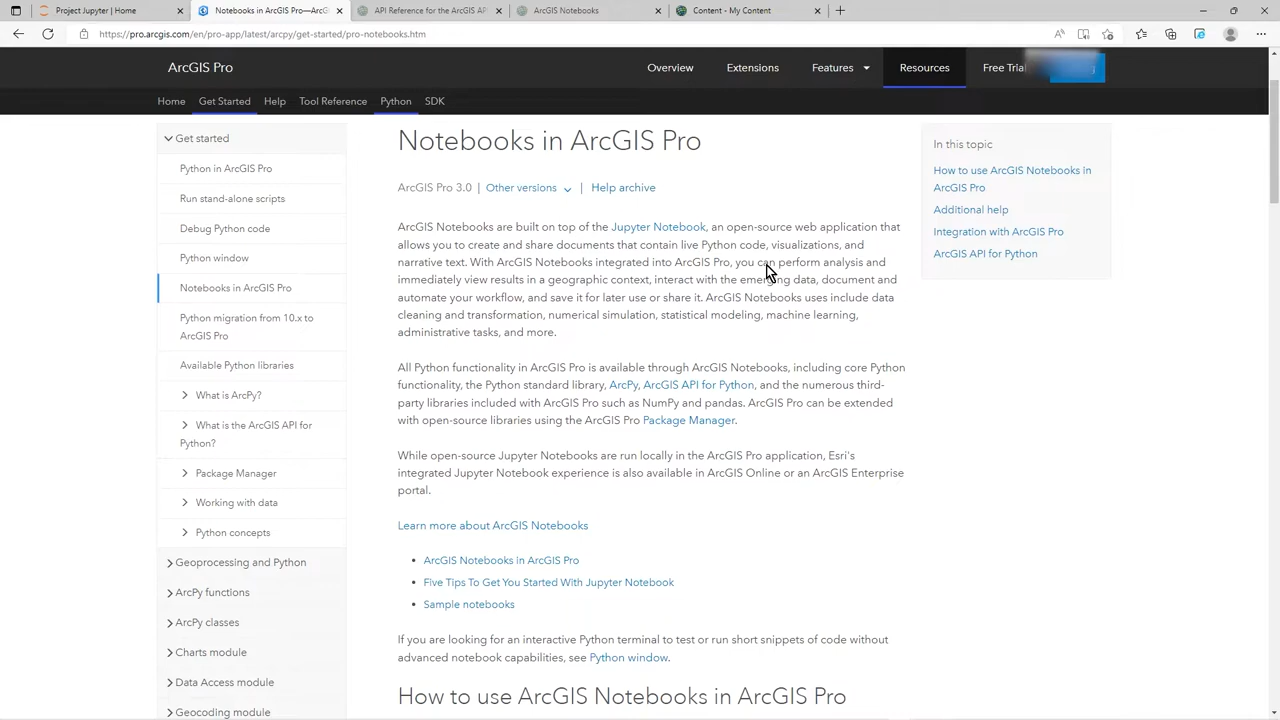 Project Jupyter | Home
Notebooks in ArcGIS Pro—ArcG
API Reference for the ArcGIS AP
ArcGIS Notebooks
Content - My Content
https://pro.arcgis.com/en/pro-app/latest/arcpy/get-started/pro-notebooks.htm
ArcGIS Pro
Overview
Extensions
Features
Resources
Free Trial
Home
Get Started
Help
Tool Reference
Python
SDK
Get started
Python in ArcGIS Pro
Run stand-alone scripts
Debug Python code
Python window
Notebooks in ArcGIS Pro
Python migration from 10.x to
ArcGIS Pro
Available Python libraries
What is ArcPy?
What is the ArcGIS API for
Python?
Package Manager
Working with data
Python concepts
Geoprocessing and Python
ArcPy functions
ArcPy classes
Charts module
Data Access module
Geocoding module
Notebooks in ArcGIS Pro
ArcGIS Pro 3.0 | Other versions | Help archive
ArcGIS Notebooks are built on top of the Jupyter Notebook, an open-source web application that
allows you to create and share documents that contain live Python code, visualizations, and
narrative text. With ArcGIS Notebooks integrated into ArcGIS Pro, you can perform analysis and
immediately view results in a geographic context, interact with the emerging data, document and
automate your workflow, and save it for later use or share it. ArcGIS Notebooks uses include data
cleaning and transformation, numerical simulation, statistical modeling, machine learning,
administrative tasks, and more.
All Python functionality in ArcGIS Pro is available through ArcGIS Notebooks, including core Python
functionality, the Python standard library, ArcPy, ArcGIS API for Python, and the numerous third-
party libraries included with ArcGIS Pro such as NumPy and pandas. ArcGIS Pro can be extended
with open-source libraries using the ArcGIS Pro Package Manager.
While open-source Jupyter Notebooks are run locally in the ArcGIS Pro application, Esri's
integrated Jupyter Notebook experience is also available in ArcGIS Online or an ArcGIS Enterprise
portal.
Learn more about ArcGIS Notebooks
• ArcGIS Notebooks in ArcGIS Pro
• Five Tips To Get You Started With Jupyter Notebook
• Sample notebooks
If you are looking for an interactive Python terminal to test or run short snippets of code without
advanced notebook capabilities, see Python window.
How to use ArcGIS Notebooks in ArcGIS Pro
In this topic
How to use ArcGIS Notebooks in
ArcGIS Pro
Additional help
Integration with ArcGIS Pro
ArcGIS API for Python